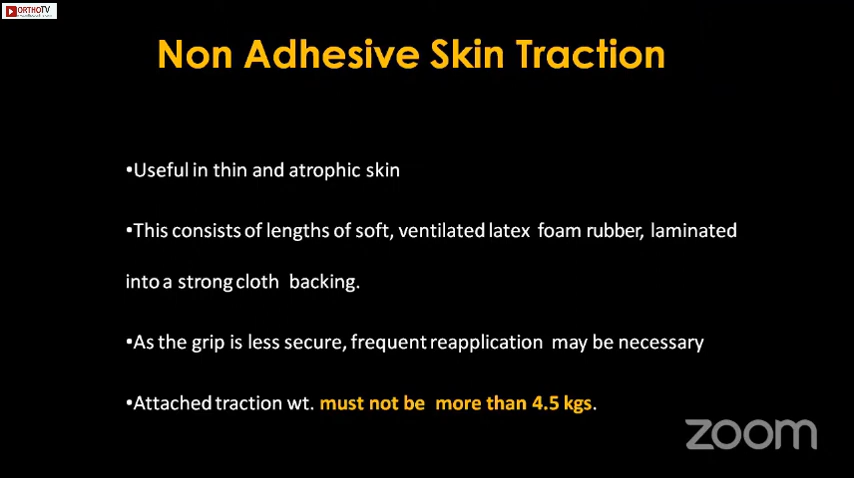 ORTHOTV
Non Adhesive Skin Traction
•Useful in thin and atrophic skin
•This consists of lengths of soft, ventilated latex foam rubber, laminated
into a strong cloth backing.
•As the grip is less secure, frequent reapplication may be necessary
•Attached traction wt. must not be more than 4.5 kgs.
zoom